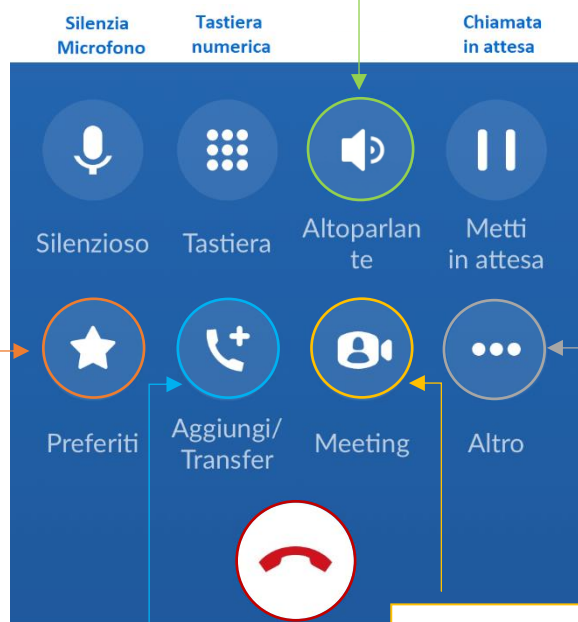 Silenzia
Microfono
Tastiera
numerica
Chiamata
in attesa
Silenzioso
Tastiera
Altoparlan
te
Metti
in attesa
Preferiti
Aggiungi/
Transfer
Meeting
Altro